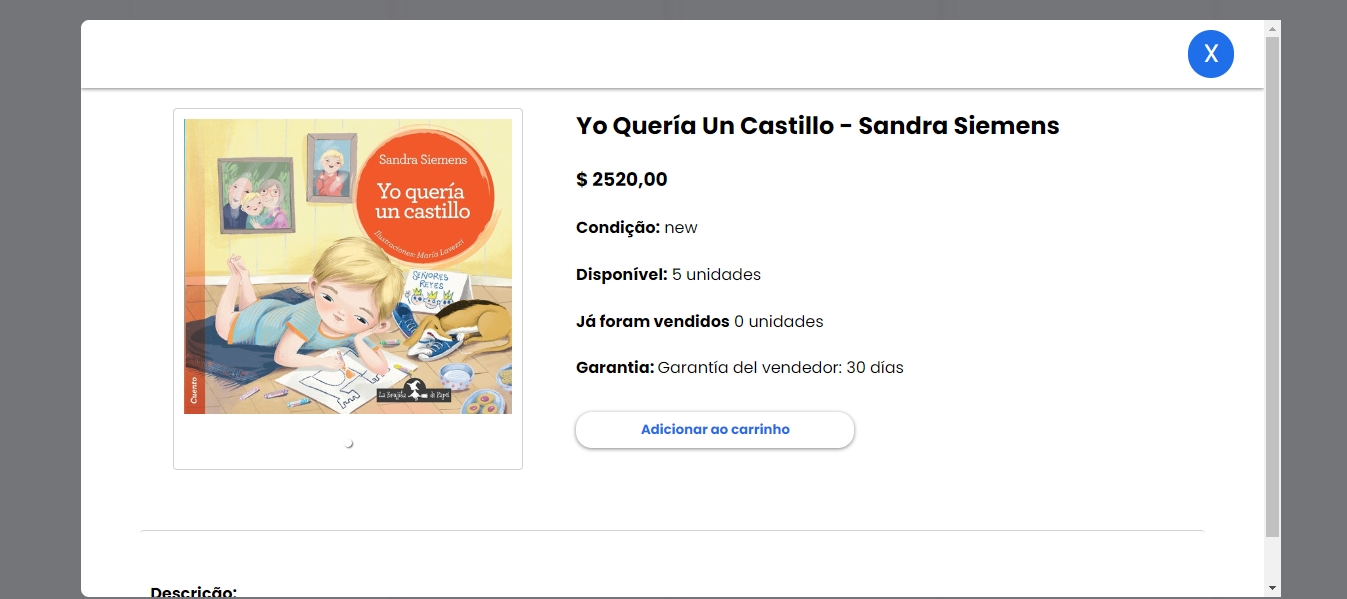 X
Sandra Siemens
Yo quería
un castillo
Ilustraciones: María Lavezzi
SEÑORES
REYES
Cuento
La Brujita de Papel
Yo Quería Un Castillo - Sandra Siemens
$ 2520,00
Condição: new
Disponível: 5 unidades
Já foram vendidos 0 unidades
Garantia: Garantía del vendedor: 30 días
Adicionar ao carrinho
Descrição: